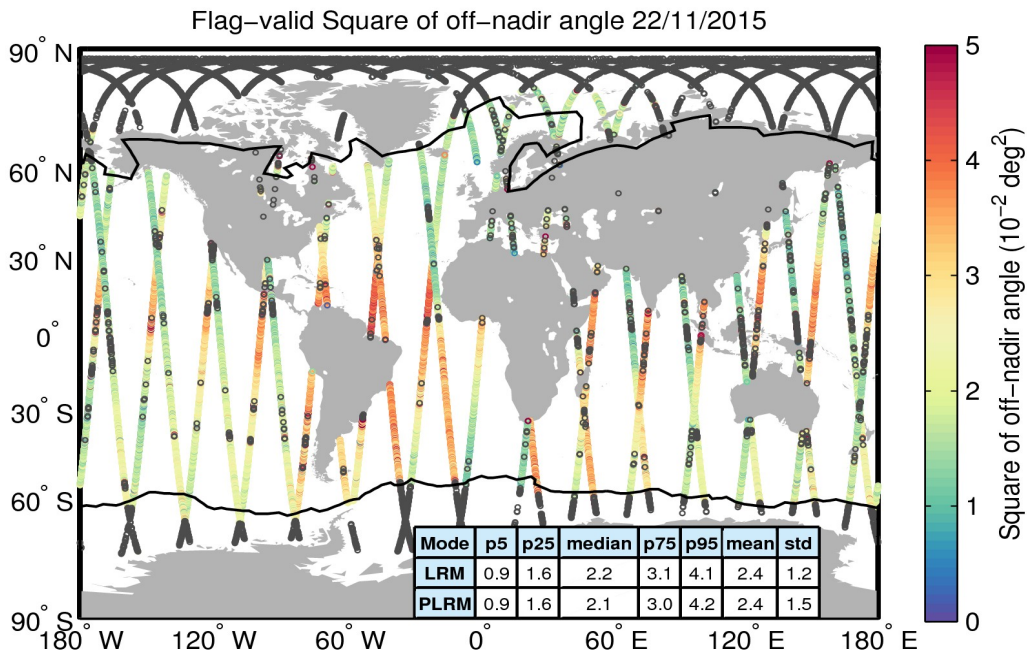 Flag−valid Square of off−nadir angle 22/11/2015
90° N
60° N
30° N
0°
30° S
60° S
90° S
180° W
120° W
60° W
0°
60° E
120° E
180° E
Mode p5 p25 median p75 p95 mean std
LRM 0.9 1.6 2.2 3.1 4.1 2.4 1.2
PLRM 0.9 1.6 2.1 3.0 4.2 2.4 1.5
5
4
3
2
1
0
Square of off−nadir angle (10⁻² deg²)